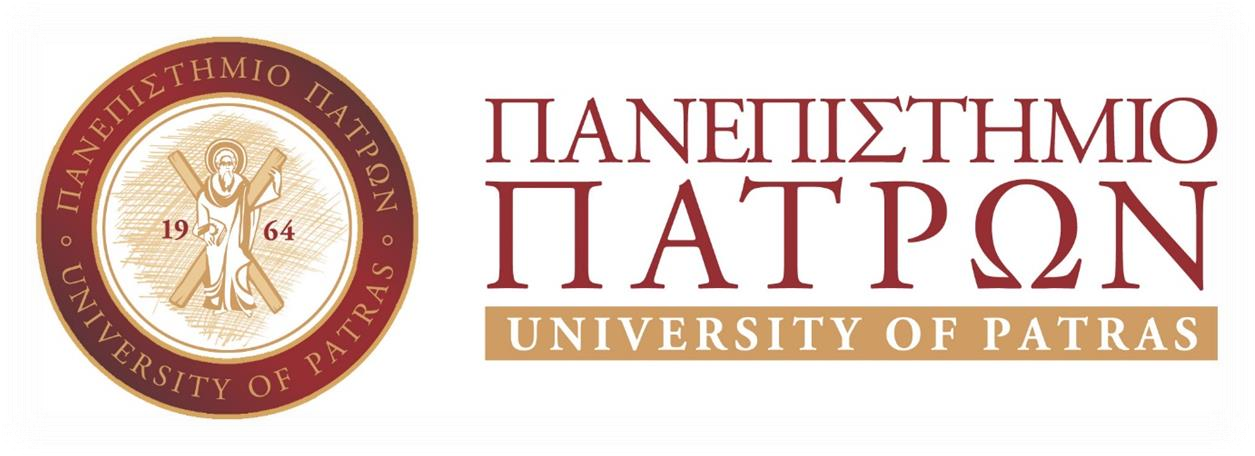 ΠΑΝΕΠΙΣΤΗΜΙΟ ΠΑΤΡΩΝ
19 64
UNIVERSITY OF PATRAS
ΠΑΝΕΠΙΣΤΗΜΙΟ
ΠΑΤΡΩΝ
UNIVERSITY OF PATRAS